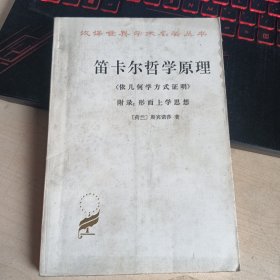 汉译世界学术名著丛书
笛卡尔哲学原理
(依几何学方式证明)
附录：形而上学思想
[荷兰] 斯宾诺莎 著